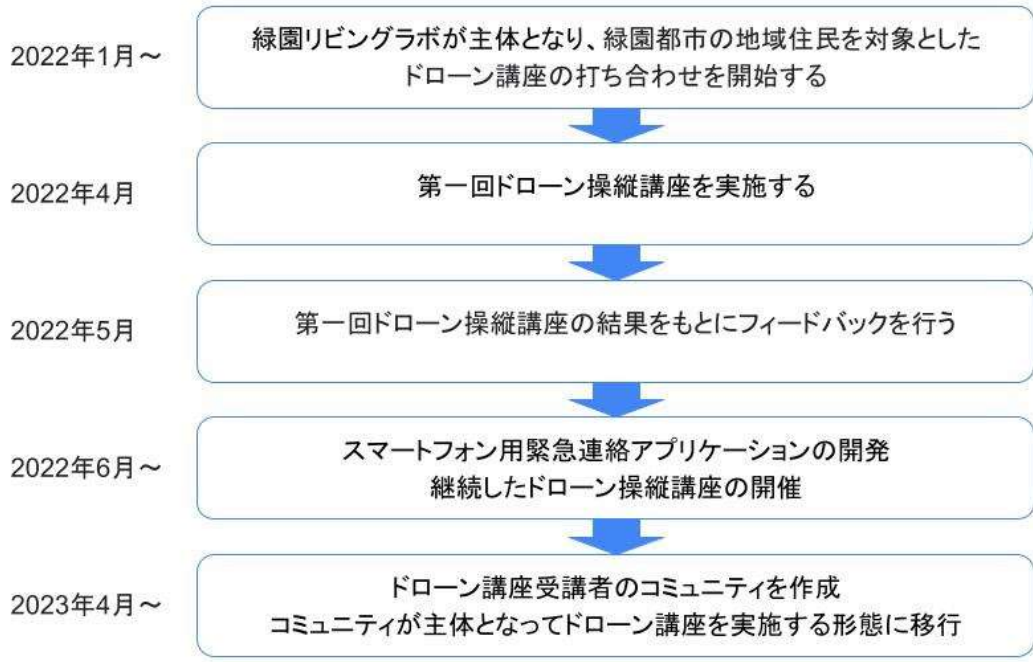 2022年1月～
緑園リビングラボが主体となり、緑園都市の地域住民を対象とした
ドローン講座の打ち合わせを開始する
2022年4月
第一回ドローン操縦講座を実施する
2022年5月
第一回ドローン操縦講座の結果をもとにフィードバックを行う
2022年6月～
スマートフォン用緊急連絡アプリケーションの開発
継続したドローン操縦講座の開催
2023年4月～
ドローン講座受講者のコミュニティを作成
コミュニティが主体となってドローン講座を実施する形態に移行